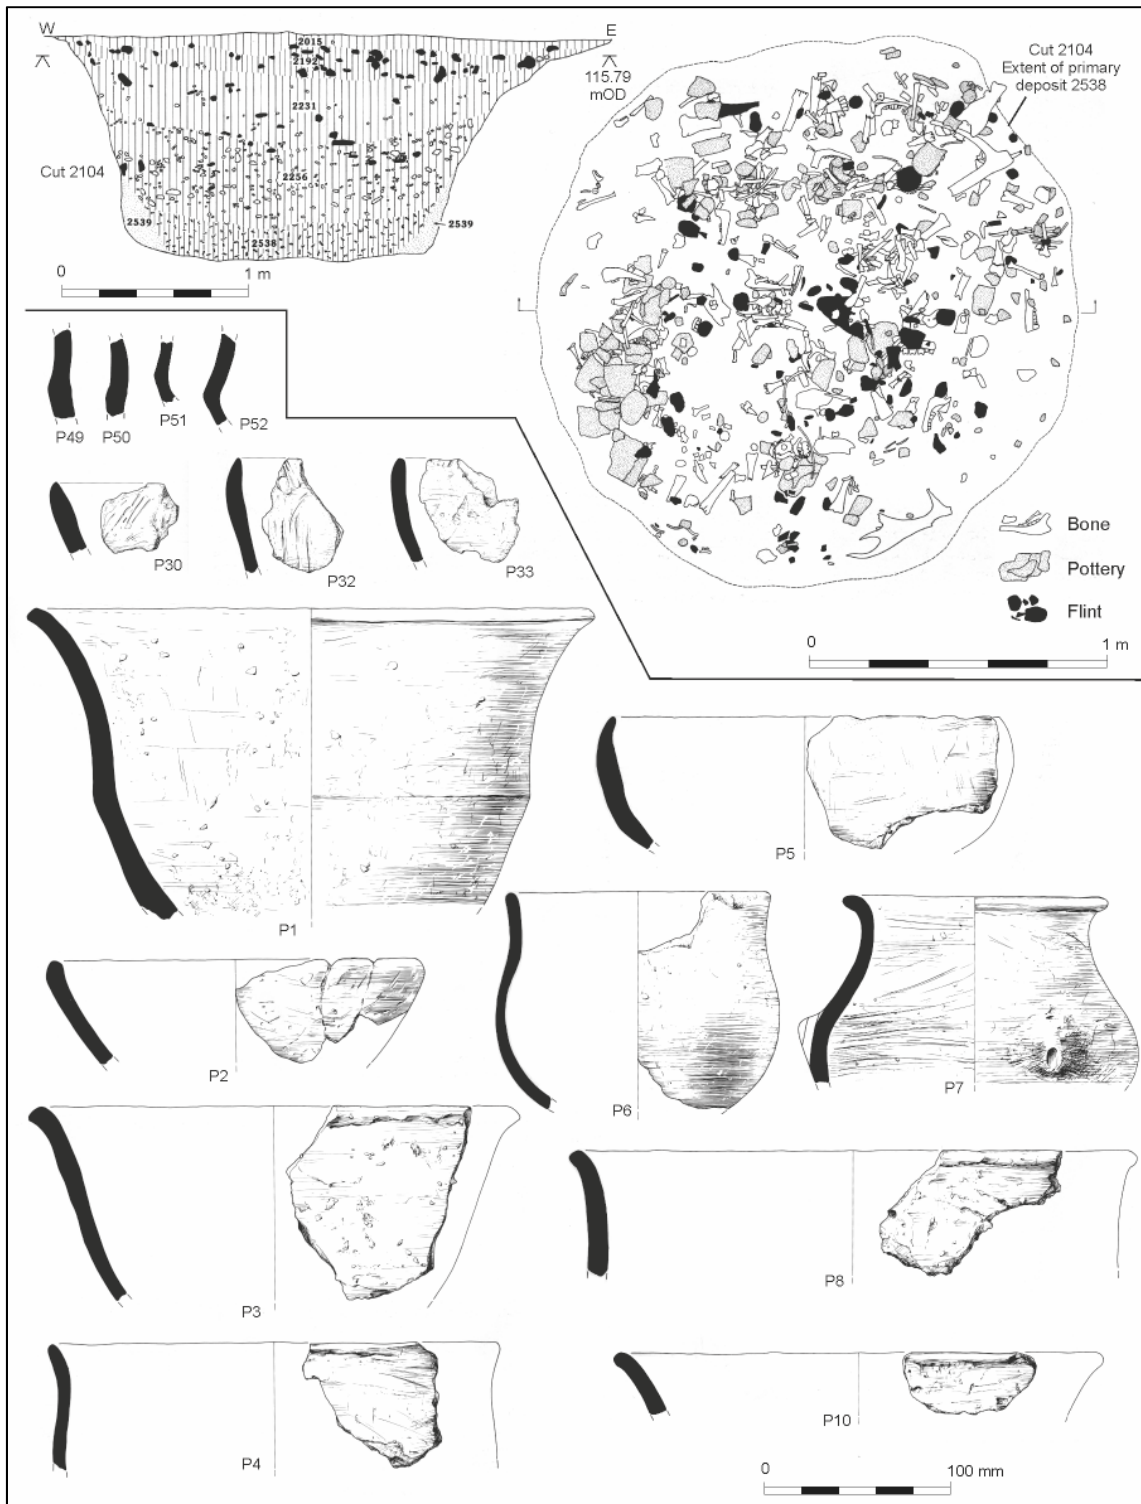 W
E
2015
2192
115.79
mOD
2231
Cut 2104
2256
2539
2539
2538
0
1 m
Cut 2104
Extent of primary
deposit 2538
Bone
Pottery
Flint
0
1 m
P49
P50
P51
P52
P30
P32
P33
P1
P5
P2
P6
P7
P3
P8
P4
P10
0
100 mm